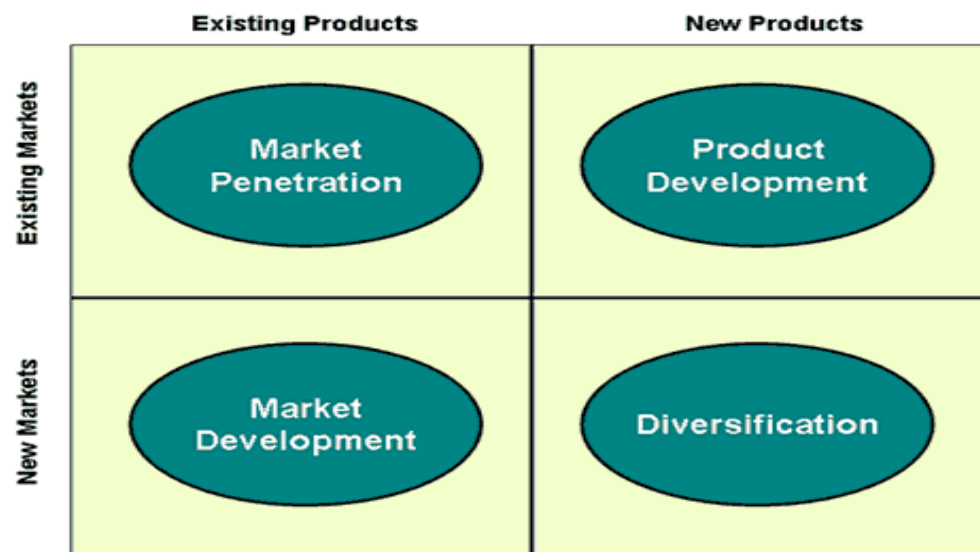 Existing Products
New Products
Existing Markets
Market
Penetration
Product
Development
New Markets
Market
Development
Diversification